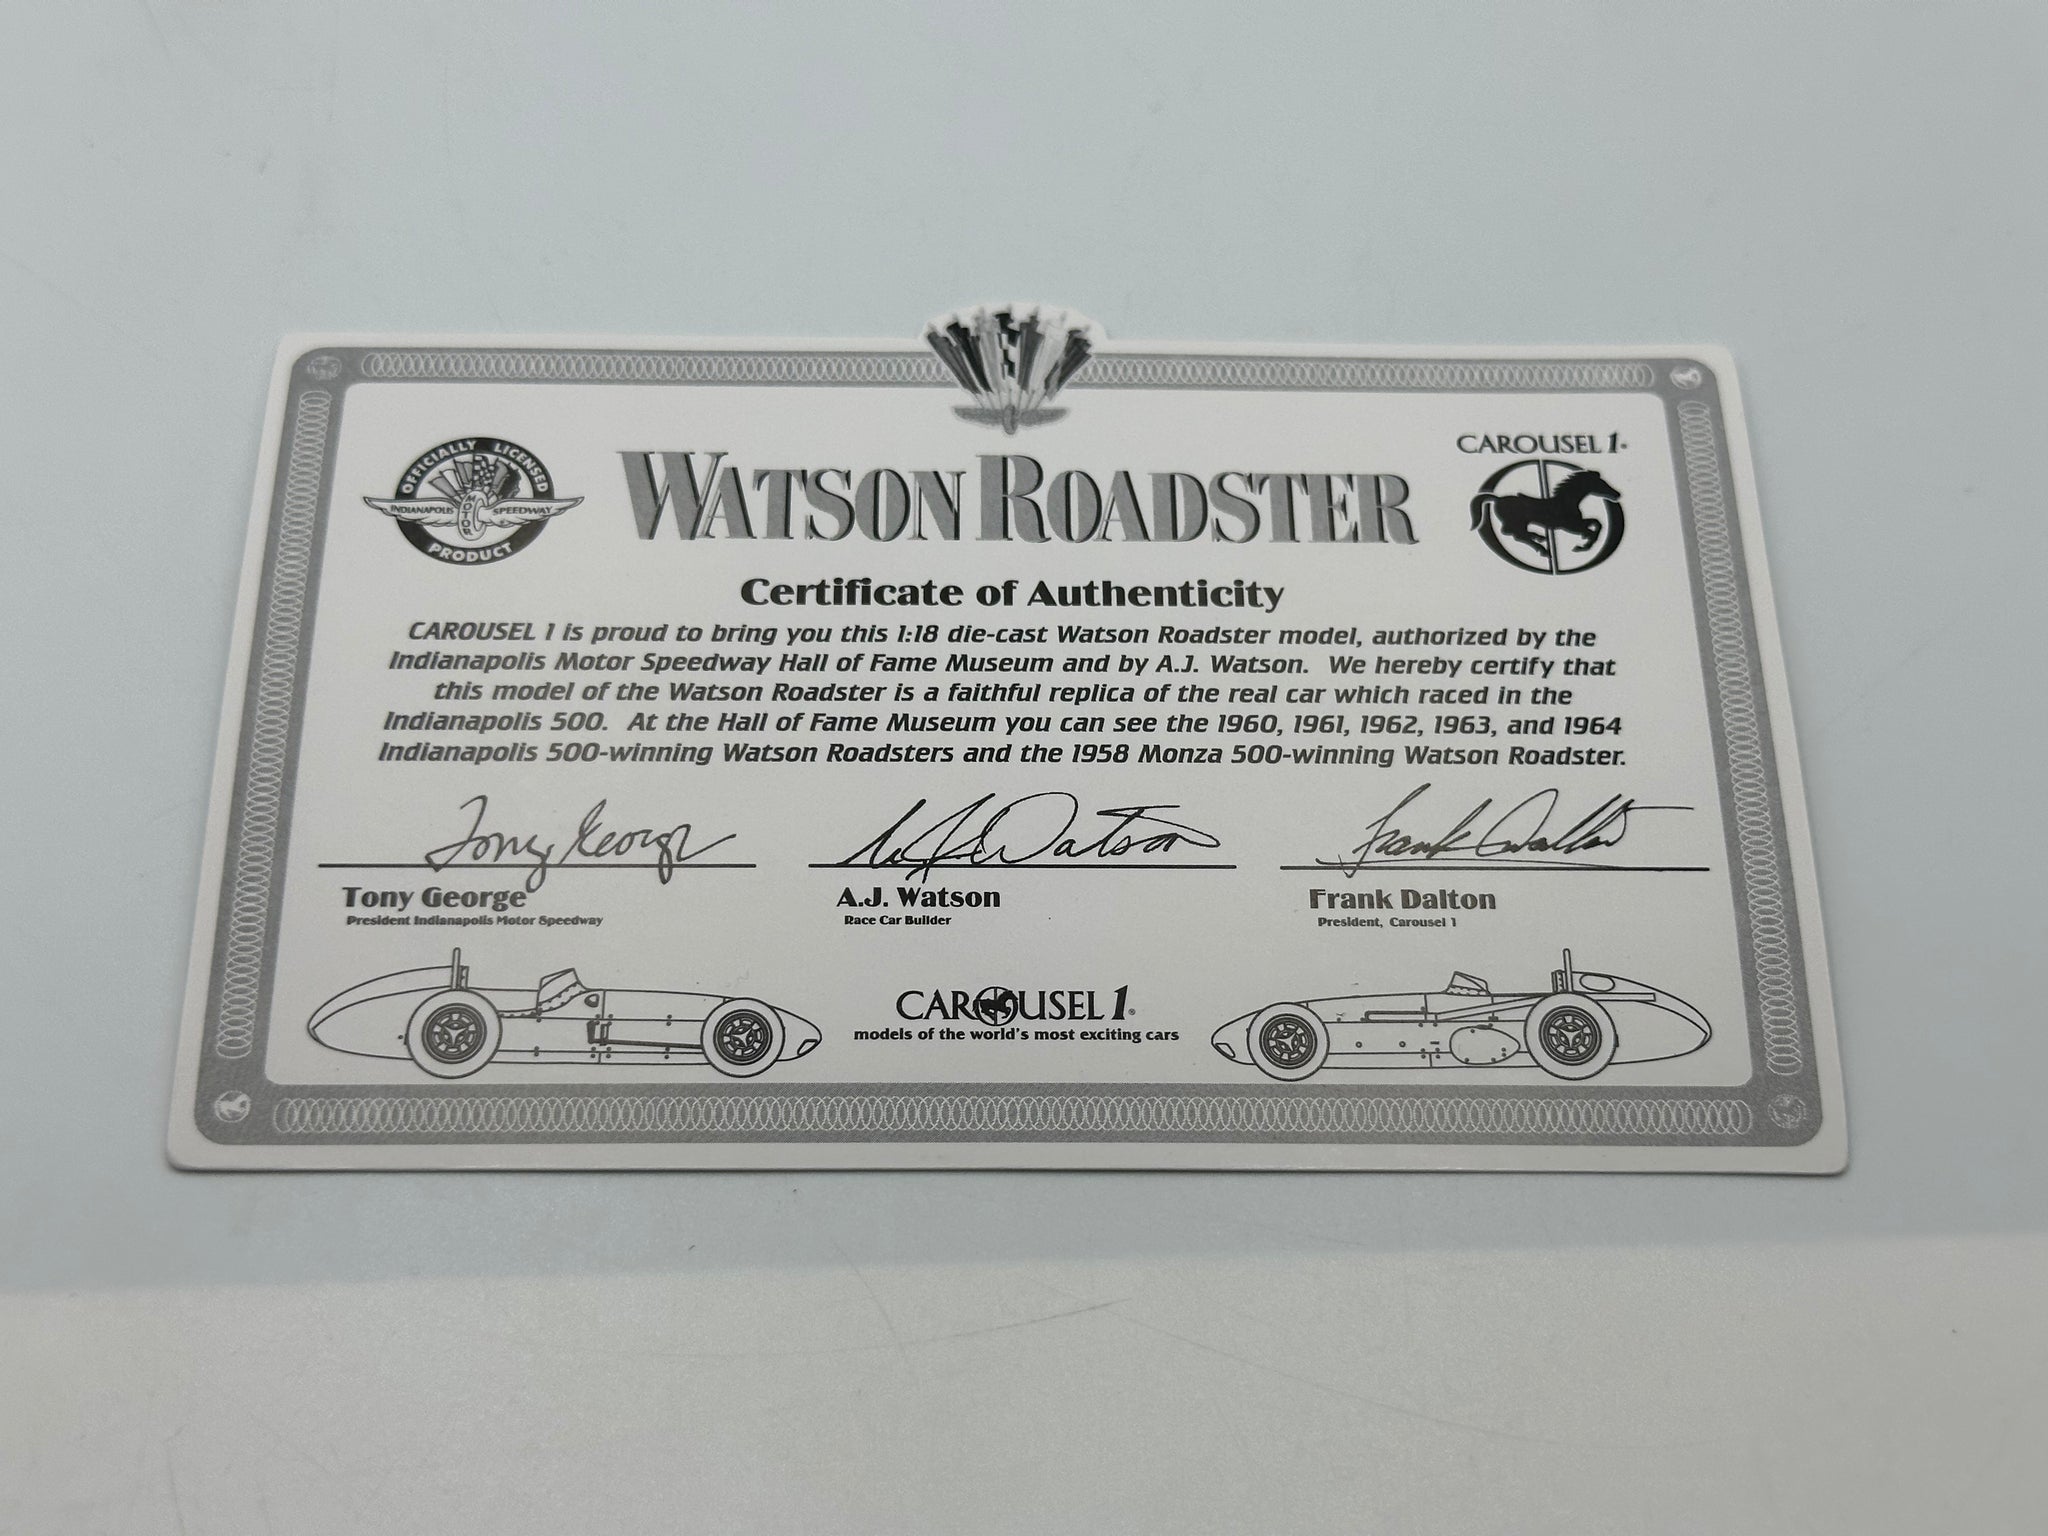 OFFICIALLY LICENSED
INDIANAPOLIS MOTOR SPEEDWAY
PRODUCT
WATSON ROADSTER
CAROUSEL 1
Certificate of Authenticity
CAROUSEL 1 is proud to bring you this 1:18 die-cast Watson Roadster model, authorized by the
Indianapolis Motor Speedway Hall of Fame Museum and by A.J. Watson. We hereby certify that
this model of the Watson Roadster is a faithful replica of the real car which raced in the
Indianapolis 500. At the Hall of Fame Museum you can see the 1960, 1961, 1962, 1963, and 1964
Indianapolis 500-winning Watson Roadsters and the 1958 Monza 500-winning Watson Roadster.
Tony George
A J Watson
Frank Dalton
Tony George
President Indianapolis Motor Speedway
A.J. Watson
Race Car Builder
Frank Dalton
President, Carousel 1
CAROUSEL 1®
models of the world's most exciting cars